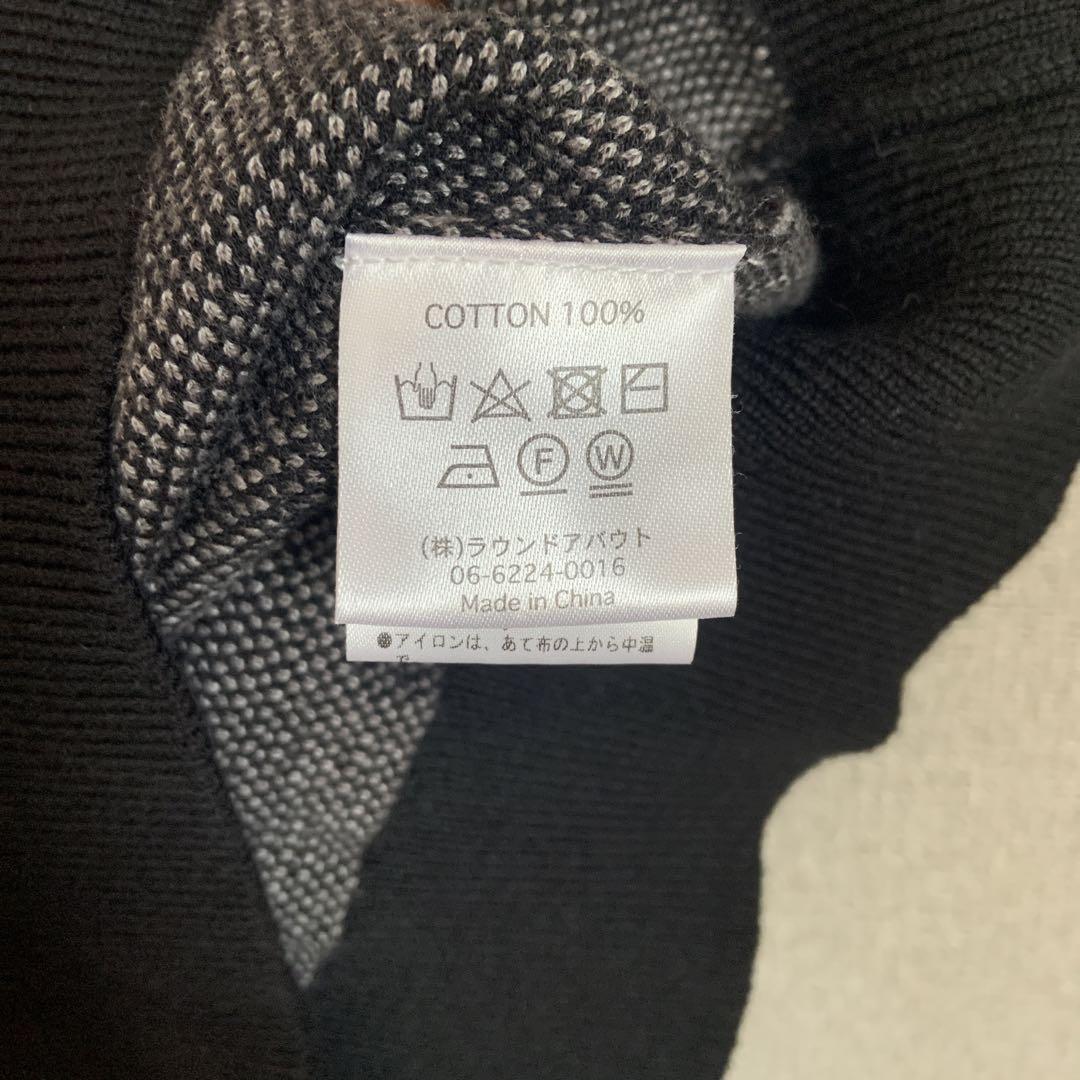 COTTON 100%
F W
(株)ラウンドアバウト
06-6224-0016
Made in China
●アイロンは、あて布の上から中温
で